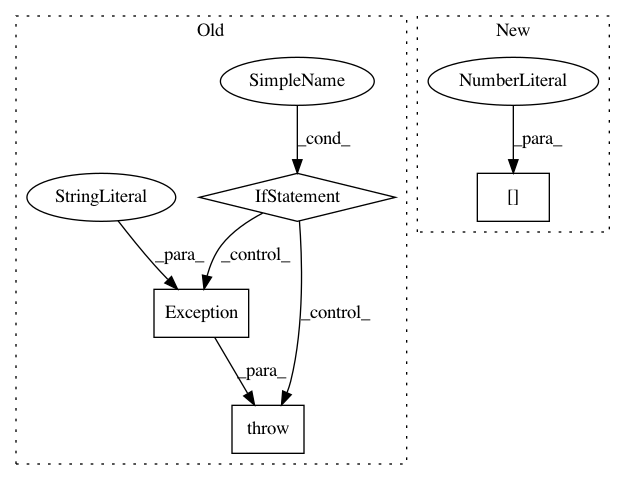 Old
New
SimpleName
NumberLiteral
_cond_
_para_
StringLiteral
IfStatement
[]
_para_
_control_
_control_
Exception
_para_
throw